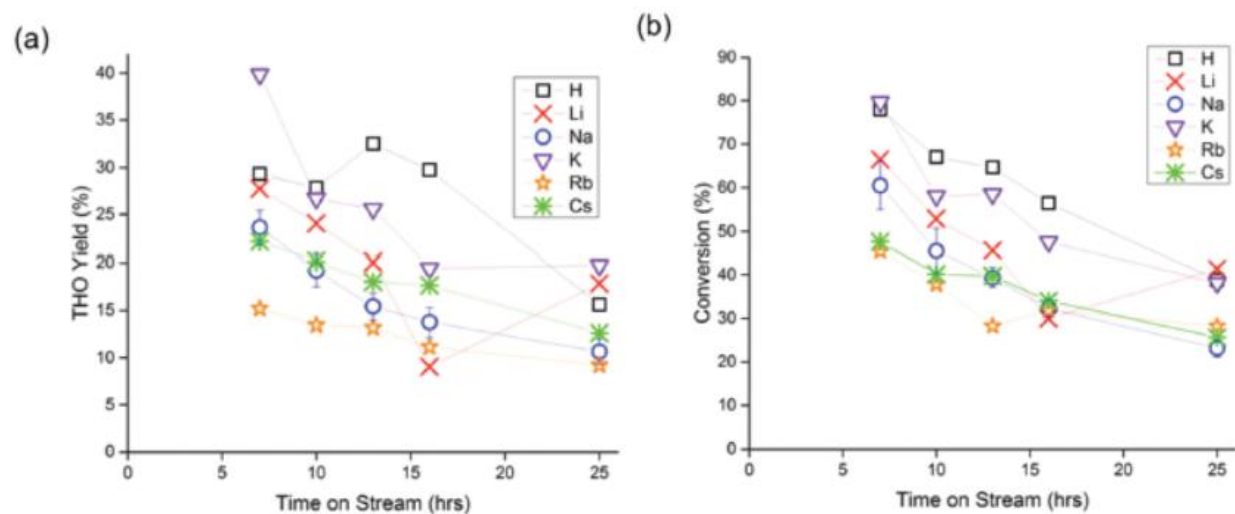 (a)
THO Yield (%)
40
35
30
25
20
15
10
5
0
0 5 10 15 20 25
Time on Stream (hrs)
H
Li
Na
K
Rb
Cs
(b)
Conversion (%)
90
80
70
60
50
40
30
20
10
0
0 5 10 15 20 25
Time on Stream (hrs)
H
Li
Na
K
Rb
Cs